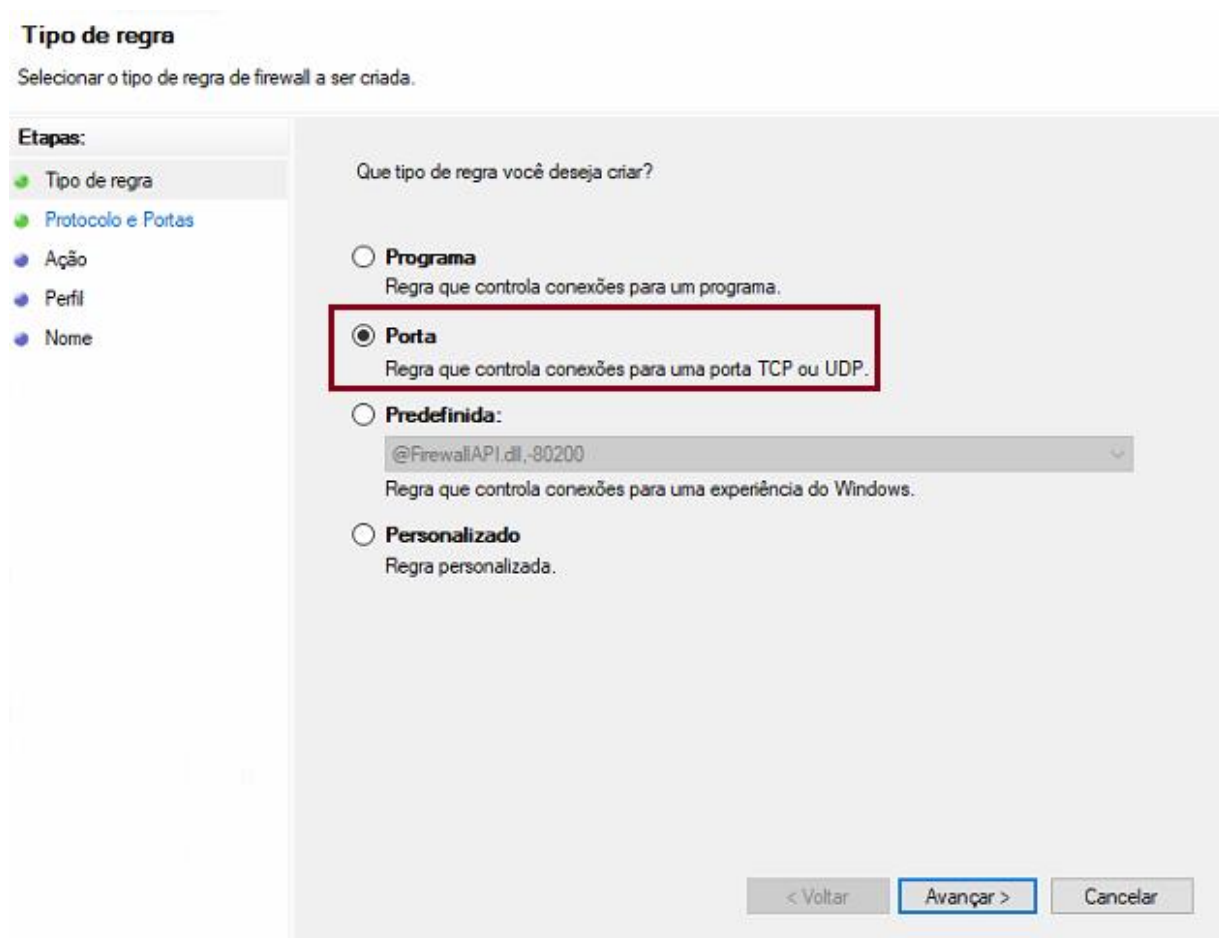 Tipo de regra
Selecionar o tipo de regra de firewall a ser criada.
Etapas:
Tipo de regra
Protocolo e Portas
Ação
Perfil
Nome
Que tipo de regra você deseja criar?
Programa
Regra que controla conexões para um programa.
Porta
Regra que controla conexões para uma porta TCP ou UDP.
Predefinida:
@FirewallAPI.dll,-80200
Regra que controla conexões para uma experiência do Windows.
Personalizado
Regra personalizada.
< Voltar
Avançar >
Cancelar